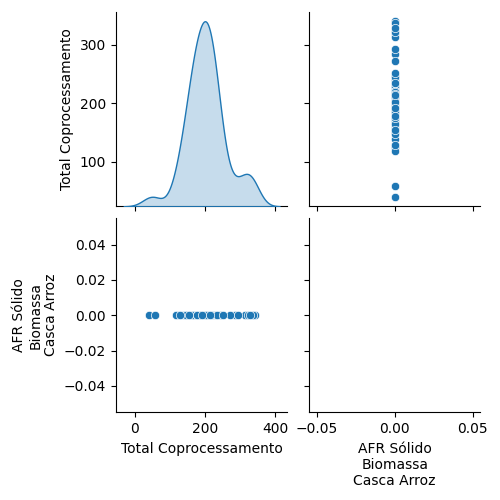 Total Coprocessamento
300
200
100
AFR Sólido
Biomassa
Casca Arroz
0.04
0.02
0.00
−0.02
−0.04
0
200
400
Total Coprocessamento
−0.05
0.00
0.05
AFR Sólido
Biomassa
Casca Arroz